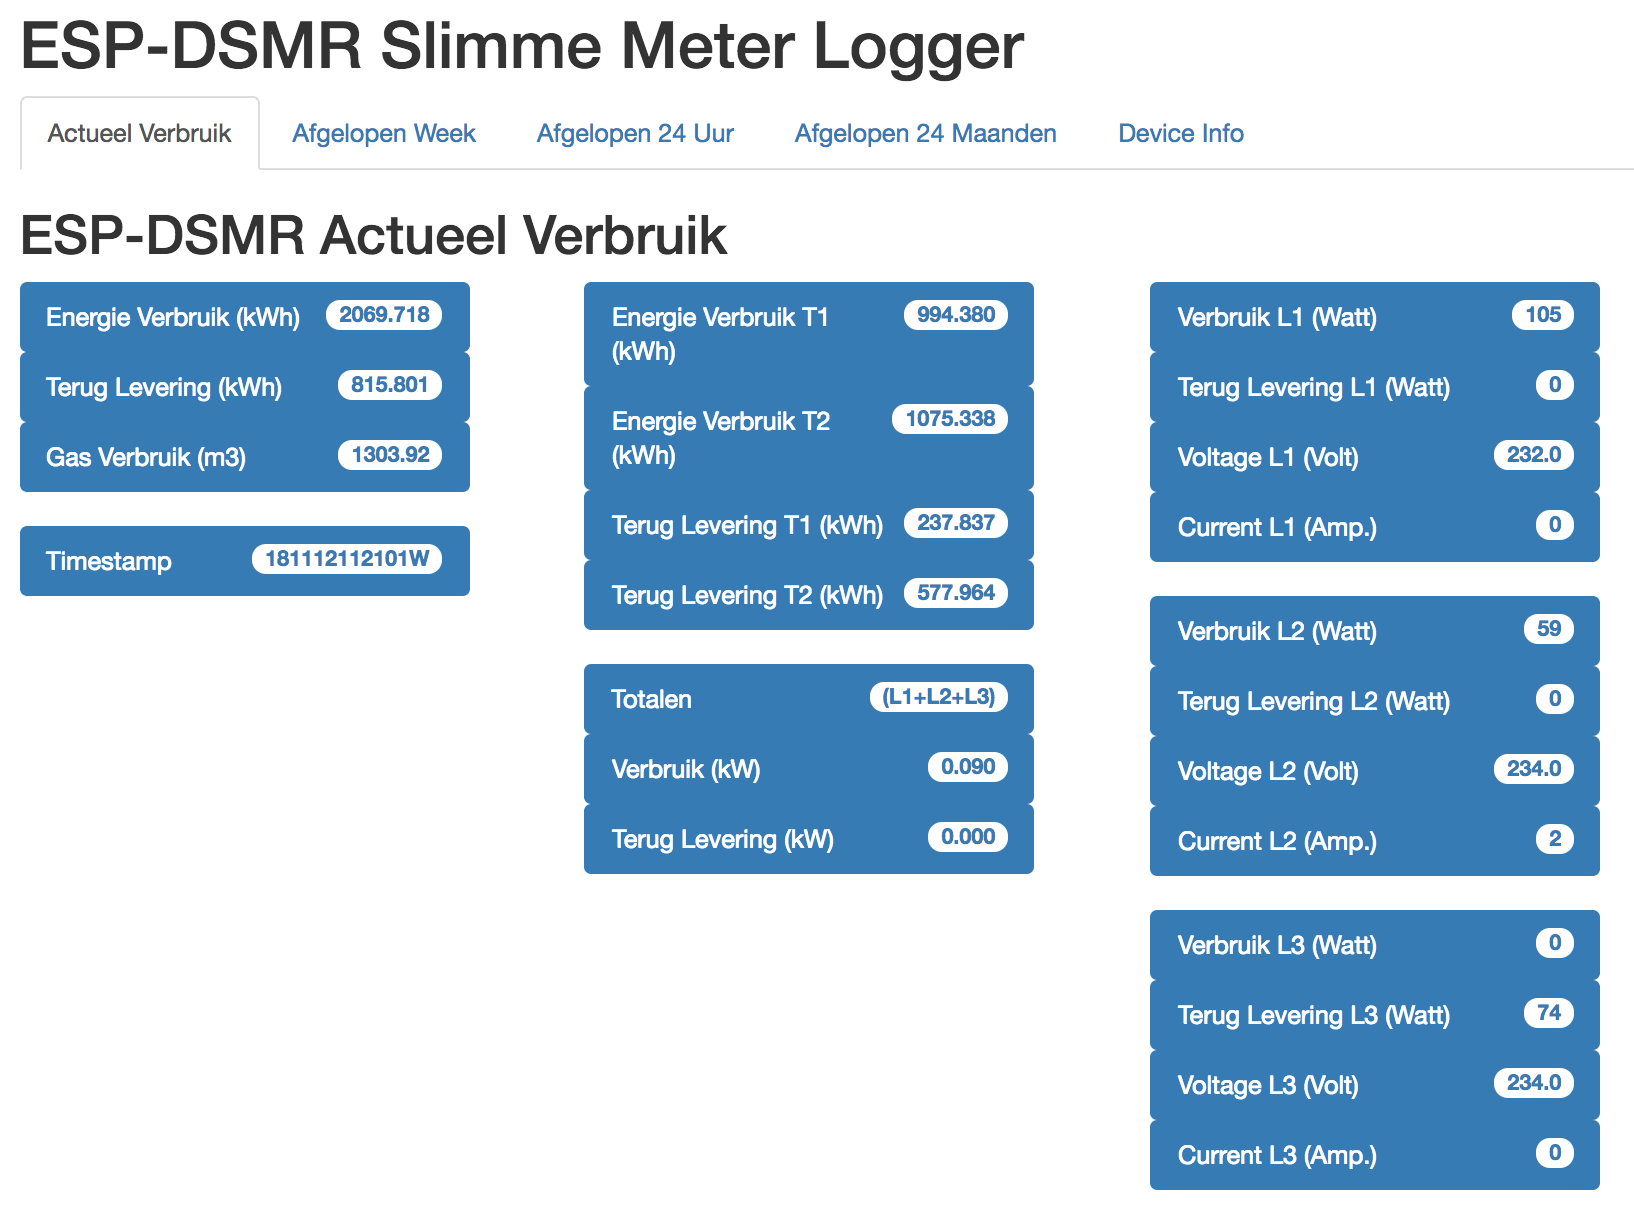 ESP-DSMR Slimme Meter Logger
Actueel Verbruik
Afgelopen Week
Afgelopen 24 Uur
Afgelopen 24 Maanden
Device Info
ESP-DSMR Actueel Verbruik
Energie Verbruik (kWh) 2069.718
Terug Levering (kWh) 815.801
Gas Verbruik (m3) 1303.92
Timestamp 181112112101W
Energie Verbruik T1 994.380
(kWh)
Energie Verbruik T2 1075.338
(kWh)
Terug Levering T1 (kWh) 237.837
Terug Levering T2 (kWh) 577.964
Totalen (L1+L2+L3)
Verbruik (kW) 0.090
Terug Levering (kW) 0.000
Verbruik L1 (Watt) 105
Terug Levering L1 (Watt) 0
Voltage L1 (Volt) 232.0
Current L1 (Amp.) 0
Verbruik L2 (Watt) 59
Terug Levering L2 (Watt) 0
Voltage L2 (Volt) 234.0
Current L2 (Amp.) 2
Verbruik L3 (Watt) 0
Terug Levering L3 (Watt) 74
Voltage L3 (Volt) 234.0
Current L3 (Amp.) 0